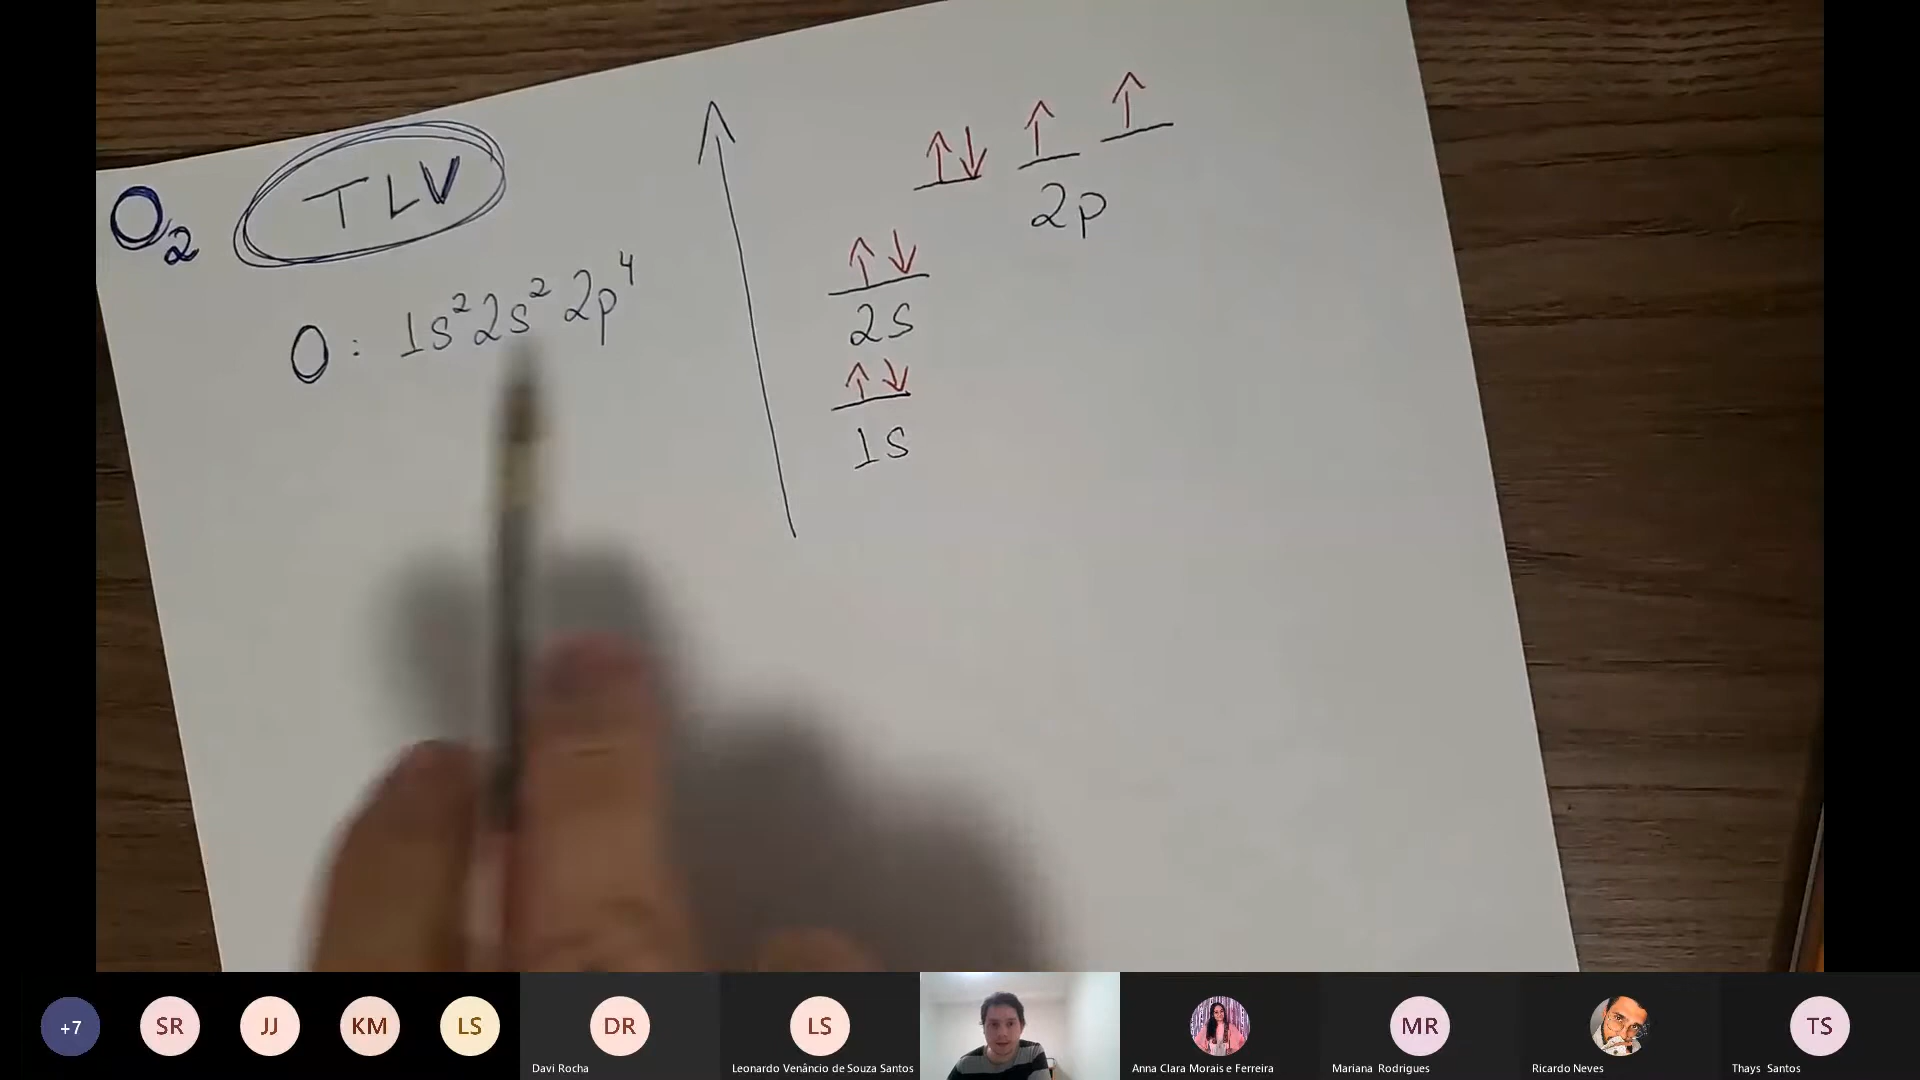 O₂ TLV
O: 1s² 2s² 2p⁴
2p
2s
1s
+7
SR
JJ
KM
LS
DR
Davi Rocha
LS
Leonardo Venâncio de Souza Santos
Anna Clara Morais e Ferreira
MR
Mariana Rodrigues
Ricardo Neves
TS
Thays Santos